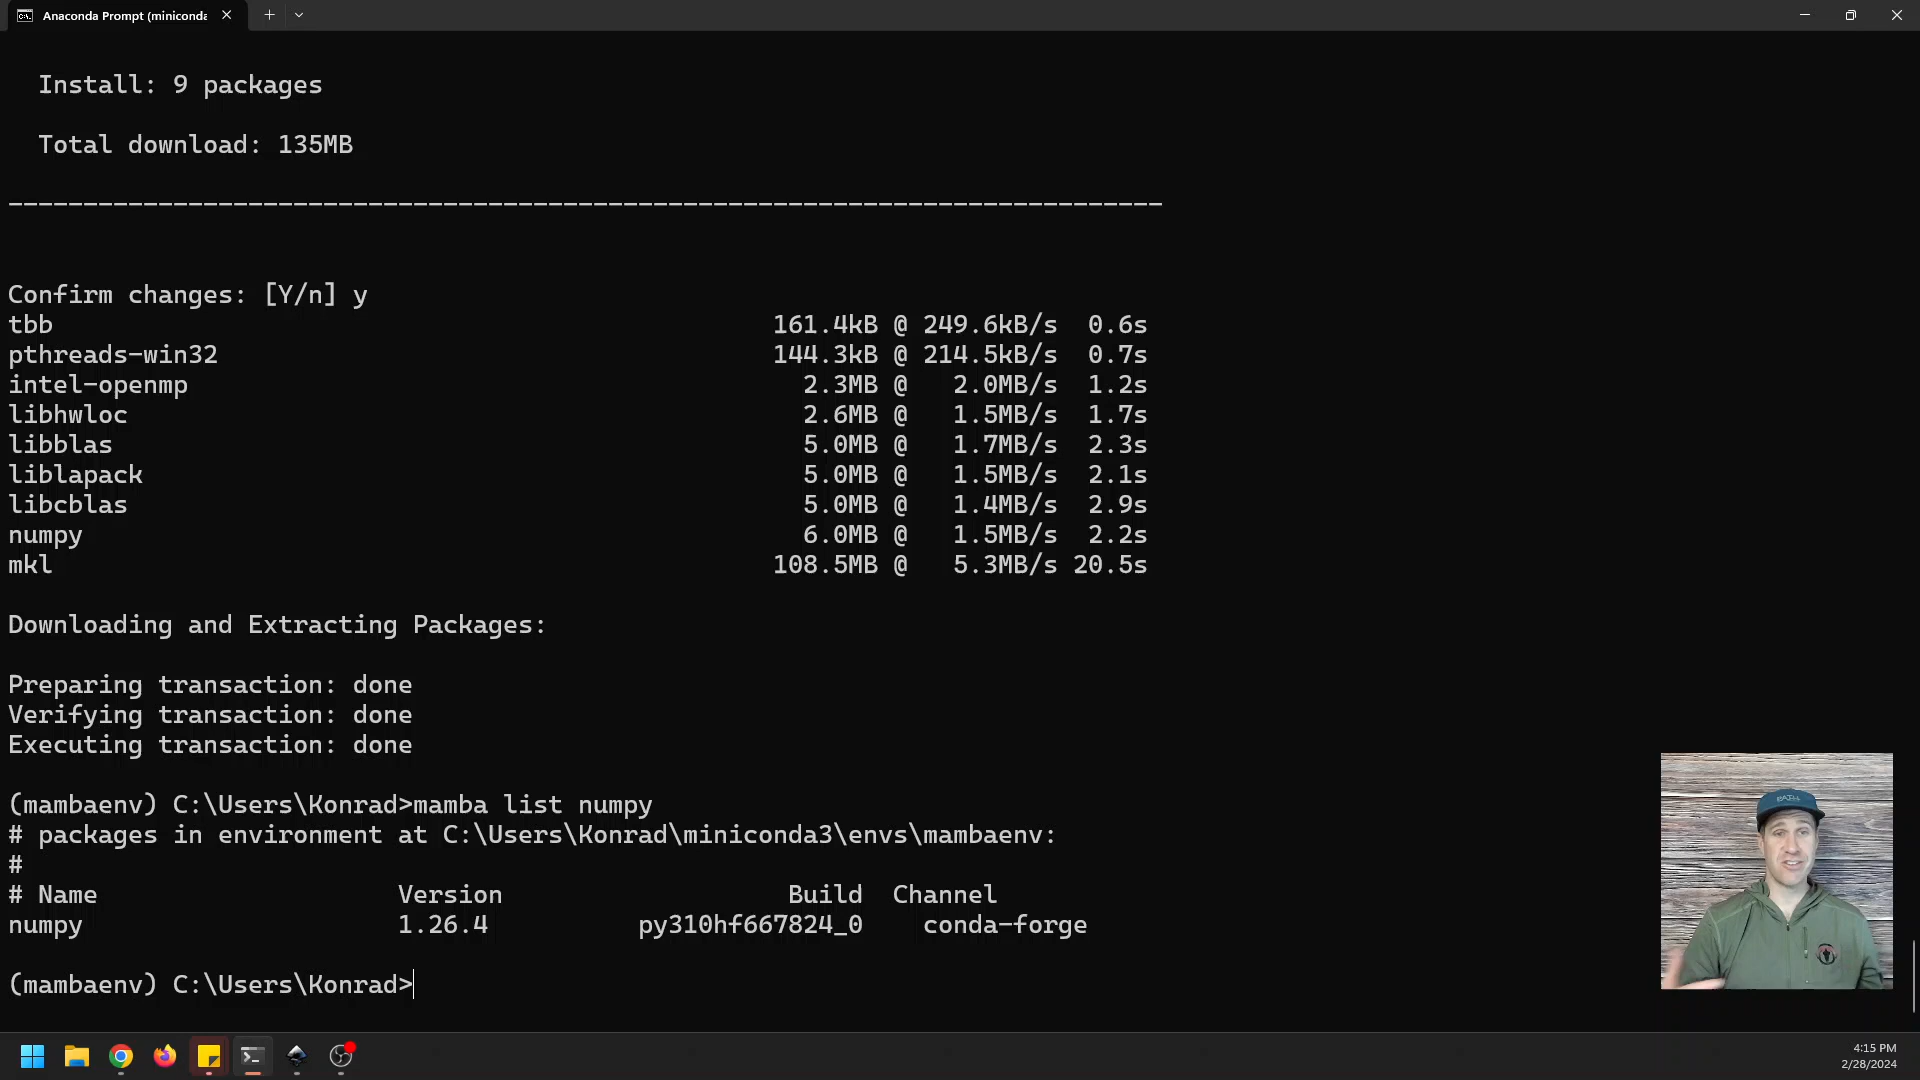 Anaconda Prompt (miniconda
Install: 9 packages
Total download: 135MB
Confirm changes: [Y/n] y
tbb 161.4kB @ 249.6kB/s 0.6s
pthreads-win32 144.3kB @ 214.5kB/s 0.7s
intel-openmp 2.3MB @ 2.0MB/s 1.2s
libhwloc 2.6MB @ 1.5MB/s 1.7s
libblas 5.0MB @ 1.7MB/s 2.3s
liblapack 5.0MB @ 1.5MB/s 2.1s
libcblas 5.0MB @ 1.4MB/s 2.9s
numpy 6.0MB @ 1.5MB/s 2.2s
mkl 108.5MB @ 5.3MB/s 20.5s
Downloading and Extracting Packages:
Preparing transaction: done
Verifying transaction: done
Executing transaction: done
(mambaenv) C:\Users\Konrad>mamba list numpy
# packages in environment at C:\Users\Konrad\miniconda3\envs\mambaenv:
#
# Name Version Build Channel
numpy 1.26.4 py310hf667824_0 conda-forge
(mambaenv) C:\Users\Konrad>
4:15 PM
2/28/2024